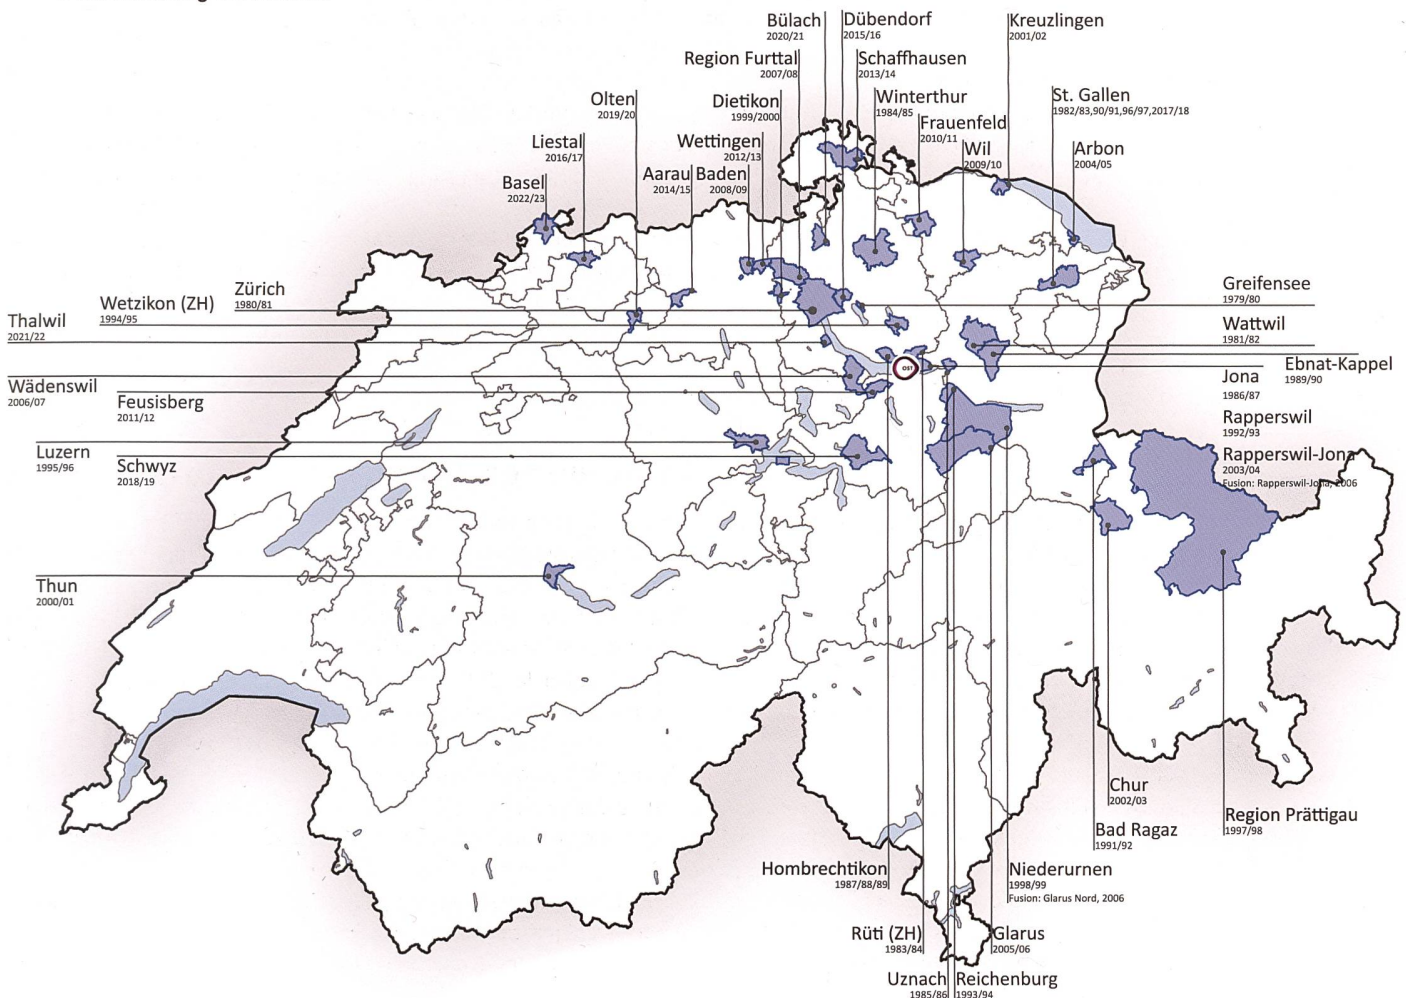 Bülach
2020/21
Dübendorf
2015/16
Kreuzlingen
2001/02
Region Furttal
2007/08
Schaffhausen
2013/14
Olten
2019/20
Dietikon
1999/2000
Winterthur
1984/85
St. Gallen
1982/83,90/91,96/97,2017/18
Liestal
2016/17
Wettingen
2012/13
Frauenfeld
2010/11
Wil
2009/10
Arbon
2004/05
Basel
2022/23
Aarau
2014/15
Baden
2008/09
Zürich
1980/81
Wetzikon (ZH)
1994/95
Thalwil
2021/22
Greifensee
1979/80
Wattwil
1981/82
Ebnat-Kappel
1989/90
OST
Jona
1986/87
Wädenswil
2006/07
Feusisberg
2011/12
Rapperswil
1992/93
Luzern
1995/96
Schwyz
2018/19
Rapperswil-Jona
2003/04
Fusion: Rapperswil-Jona, 2006
Thun
2000/01
Chur
2002/03
Region Prättigau
1997/98
Bad Ragaz
1991/92
Hombrechtikon
1987/88/89
Niederurnen
1998/99
Fusion: Glarus Nord, 2006
Rüti (ZH)
1983/84
Glarus
2005/06
Uznach
1985/86
Reichenburg
1993/94